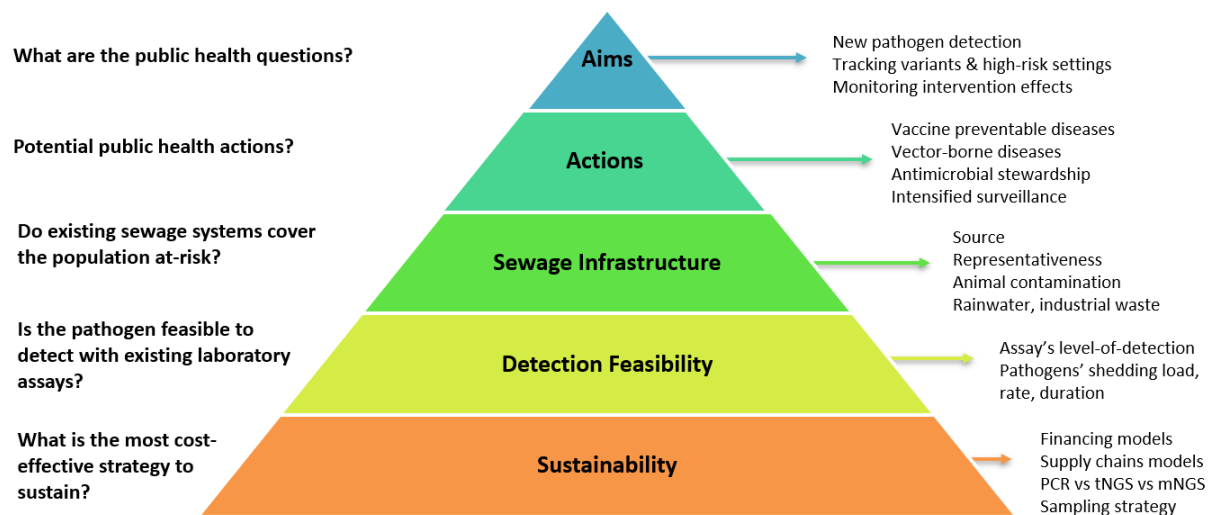 What are the public health questions?
Aims
New pathogen detection
Tracking variants & high-risk settings
Monitoring intervention effects
Potential public health actions?
Actions
Vaccine preventable diseases
Vector-borne diseases
Antimicrobial stewardship
Intensified surveillance
Do existing sewage systems cover
the population at-risk?
Sewage Infrastructure
Source
Representativeness
Animal contamination
Rainwater, industrial waste
Is the pathogen feasible to
detect with existing laboratory
assays?
Detection Feasibility
Assay’s level-of-detection
Pathogens’ shedding load,
rate, duration
What is the most cost-
effective strategy to
sustain?
Sustainability
Financing models
Supply chains models
PCR vs tNGS vs mNGS
Sampling strategy